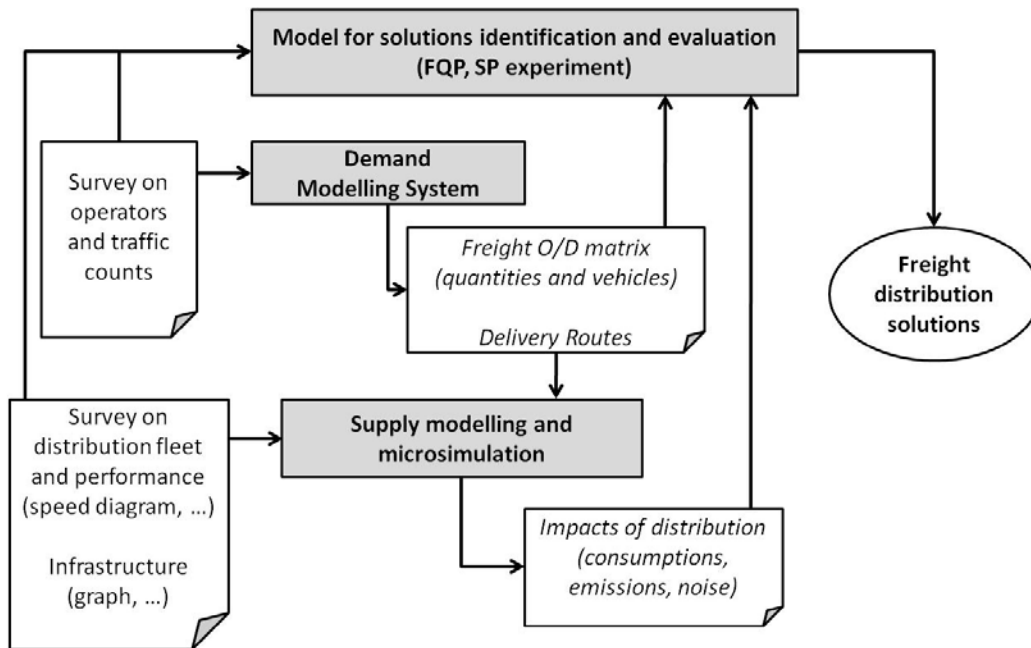 Model for solutions identification and evaluation
(FQP, SP experiment)
Survey on
operators
and traffic
counts
Demand
Modelling System
Freight O/D matrix
(quantities and vehicles)
Delivery Routes
Freight
distribution
solutions
Survey on
distribution fleet
and performance
(speed diagram, ...)
Infrastructure
(graph, ...)
Supply modelling and
microsimulation
Impacts of distribution
(consumptions,
emissions, noise)